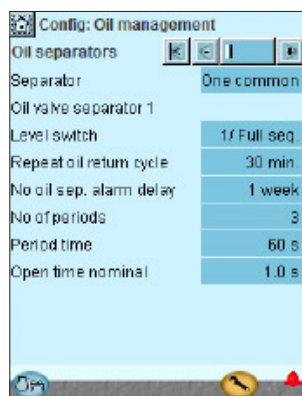 Config: Oil management
Oil separators
Separator One common
Oil valve separator 1
Level switch 1/ Full seq.
Repeat oil return cycle 30 min.
No oil sep. alarm delay 1 week
No of periods 3
Period time 60 s
Open time nominal 1.0 s